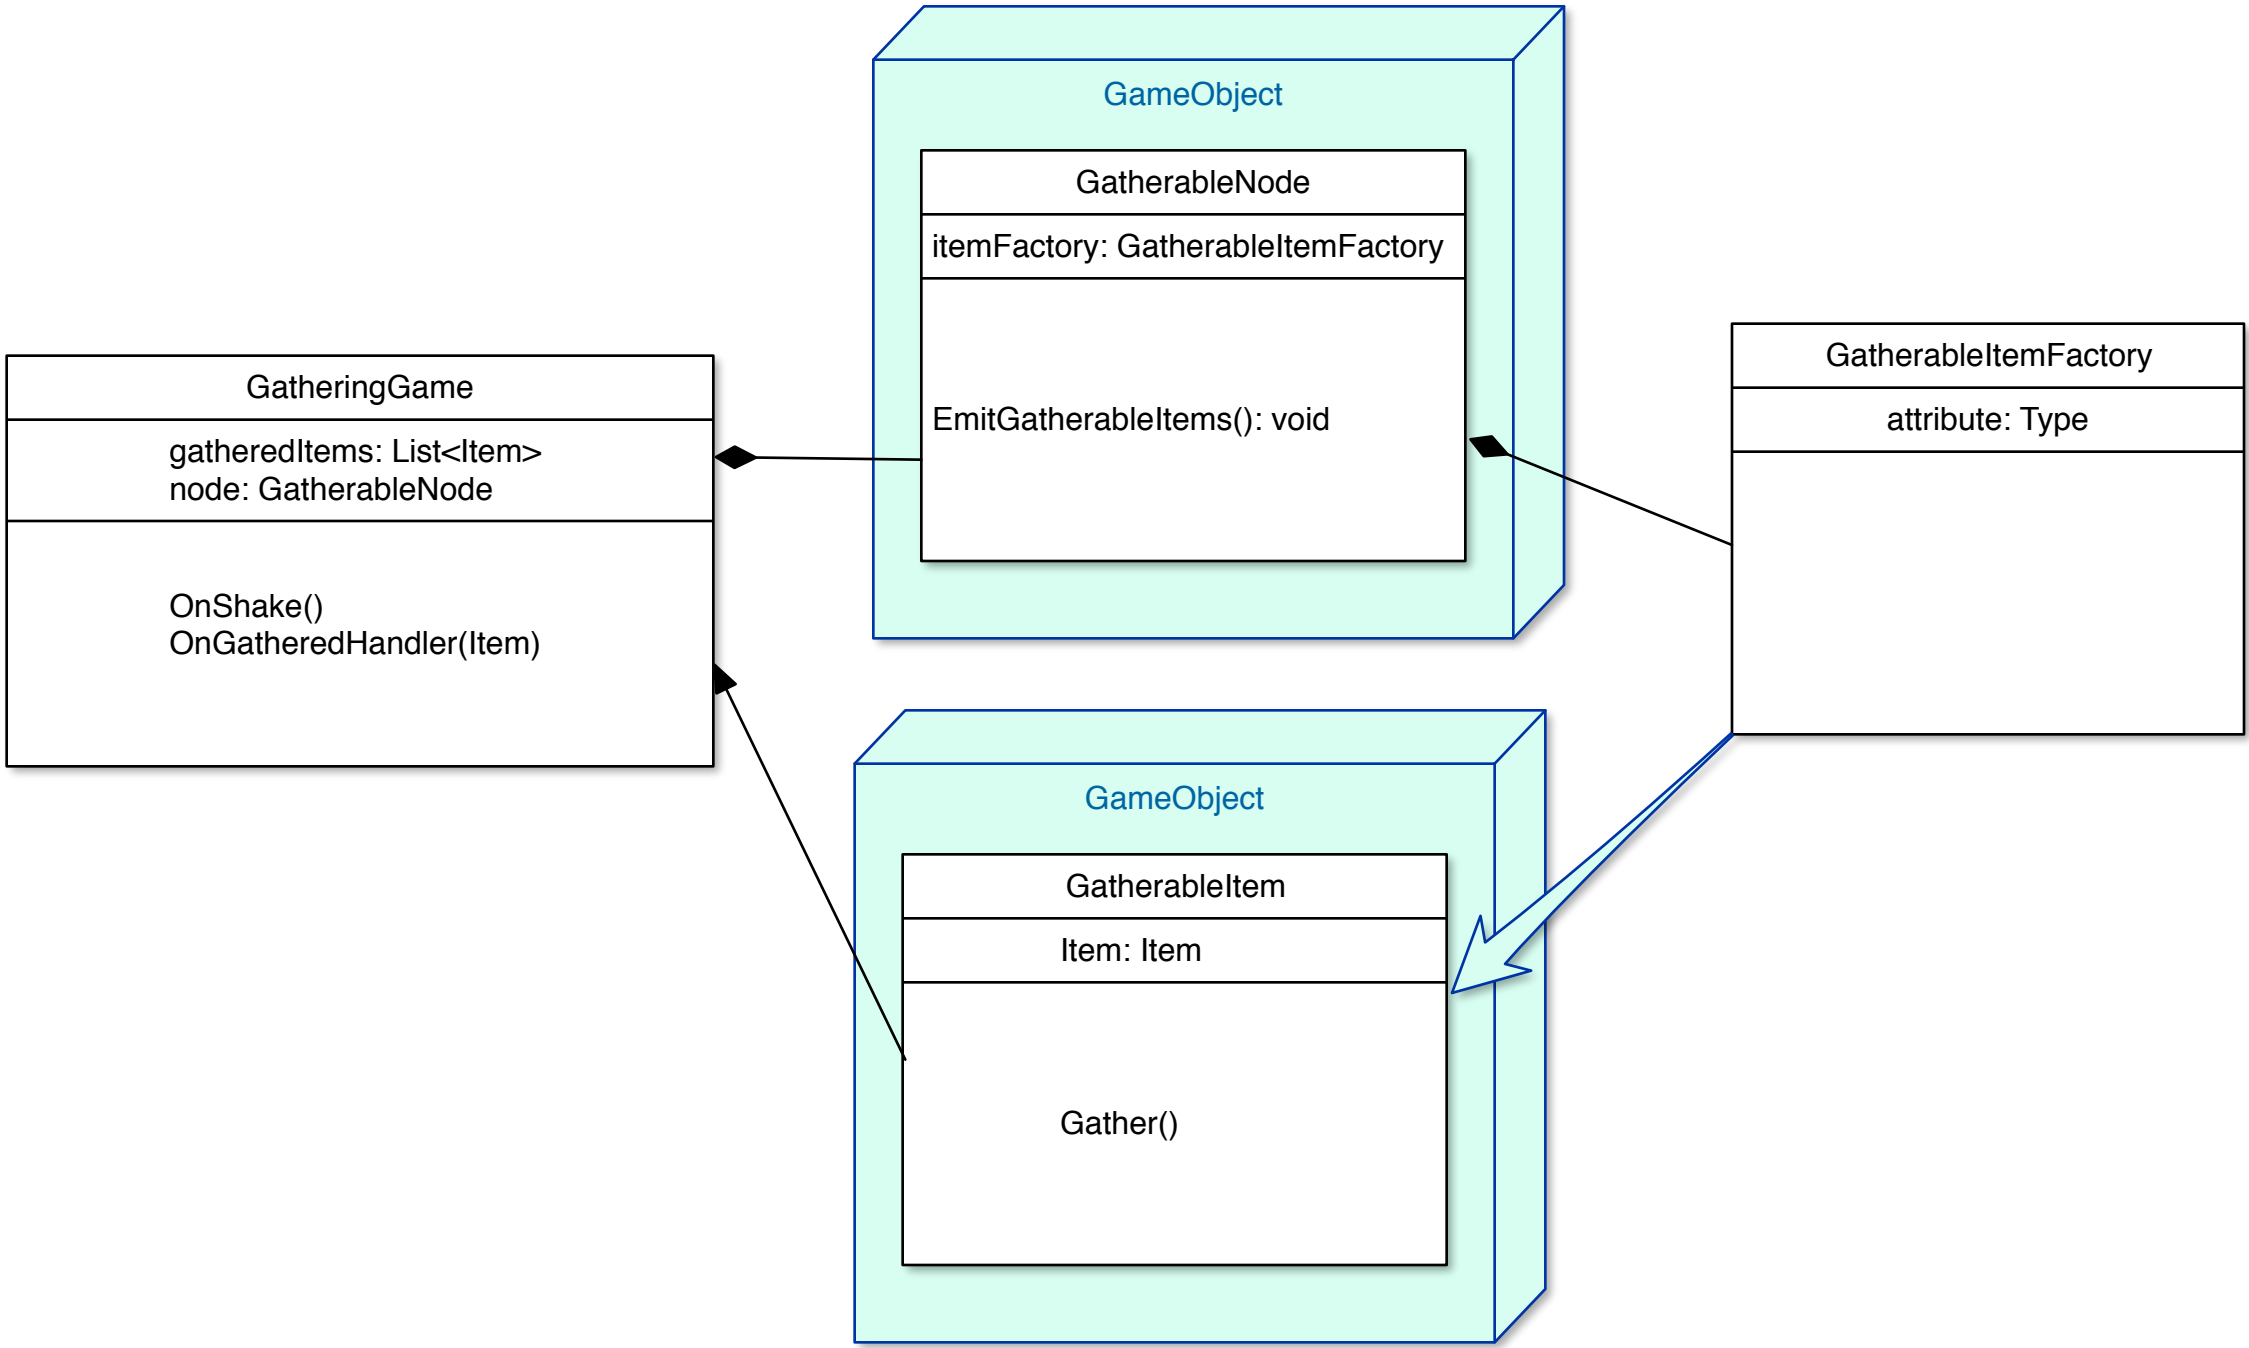 GameObject
GatherableNode
itemFactory: GatherableItemFactory
EmitGatherableItems(): void
GatheringGame
gatheredItems: List<Item>
node: GatherableNode
OnShake()
OnGatheredHandler(Item)
GatherableItemFactory
attribute: Type
GameObject
GatherableItem
Item: Item
Gather()